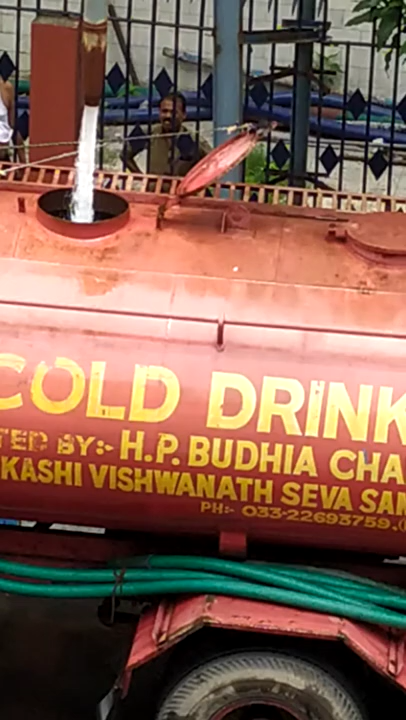 COLD DRINK
TED BY:- H.P. BUDHIA CHA
KASHI VISHWANATH SEVA SAM
PH:- 033-22693759.(